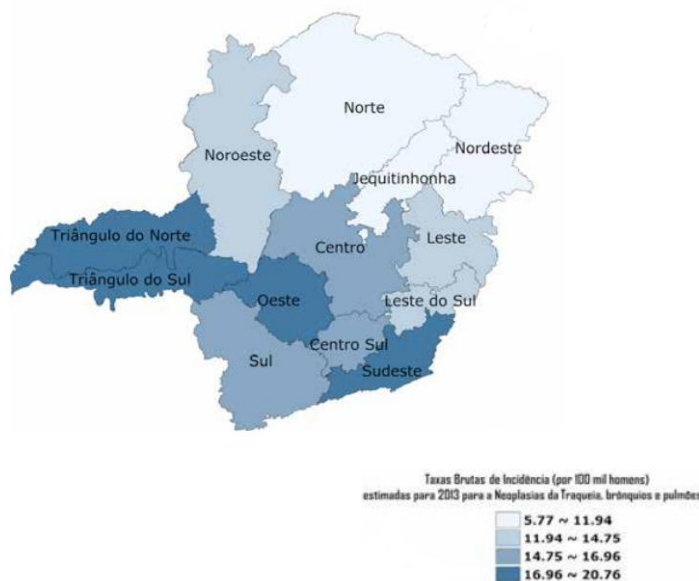 Norte
Nordeste
Noroeste
Jequitinhonha
Triângulo do Norte
Centro
Leste
Triângulo do Sul
Oeste
Leste do Sul
Centro Sul
Sul
Sudeste
Taxas Brutas de Incidência (por 100 mil homens)
estimadas para 2013 para a Neoplasias da Traqueia, brônquios e pulmões
5.77 ~ 11.94
11.94 ~ 14.75
14.75 ~ 16.96
16.96 ~ 20.76